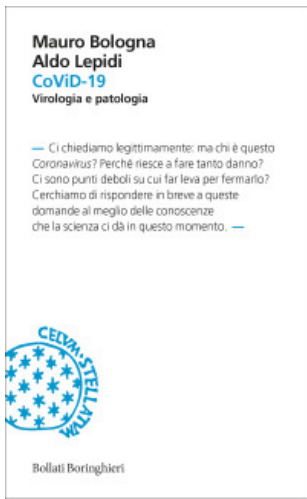 Mauro Bologna
Aldo Lepidi
CoViD-19
Virologia e patologia
— Ci chiediamo legittimamente: ma chi è questo
Coronavirus? Perché riesce a fare tanto danno?
Ci sono punti deboli su cui far leva per fermarlo?
Cerchiamo di rispondere in breve a queste
domande al meglio delle conoscenze
che la scienza ci dà in questo momento. —
CELVM·STELLATVM
Bollati Boringhieri